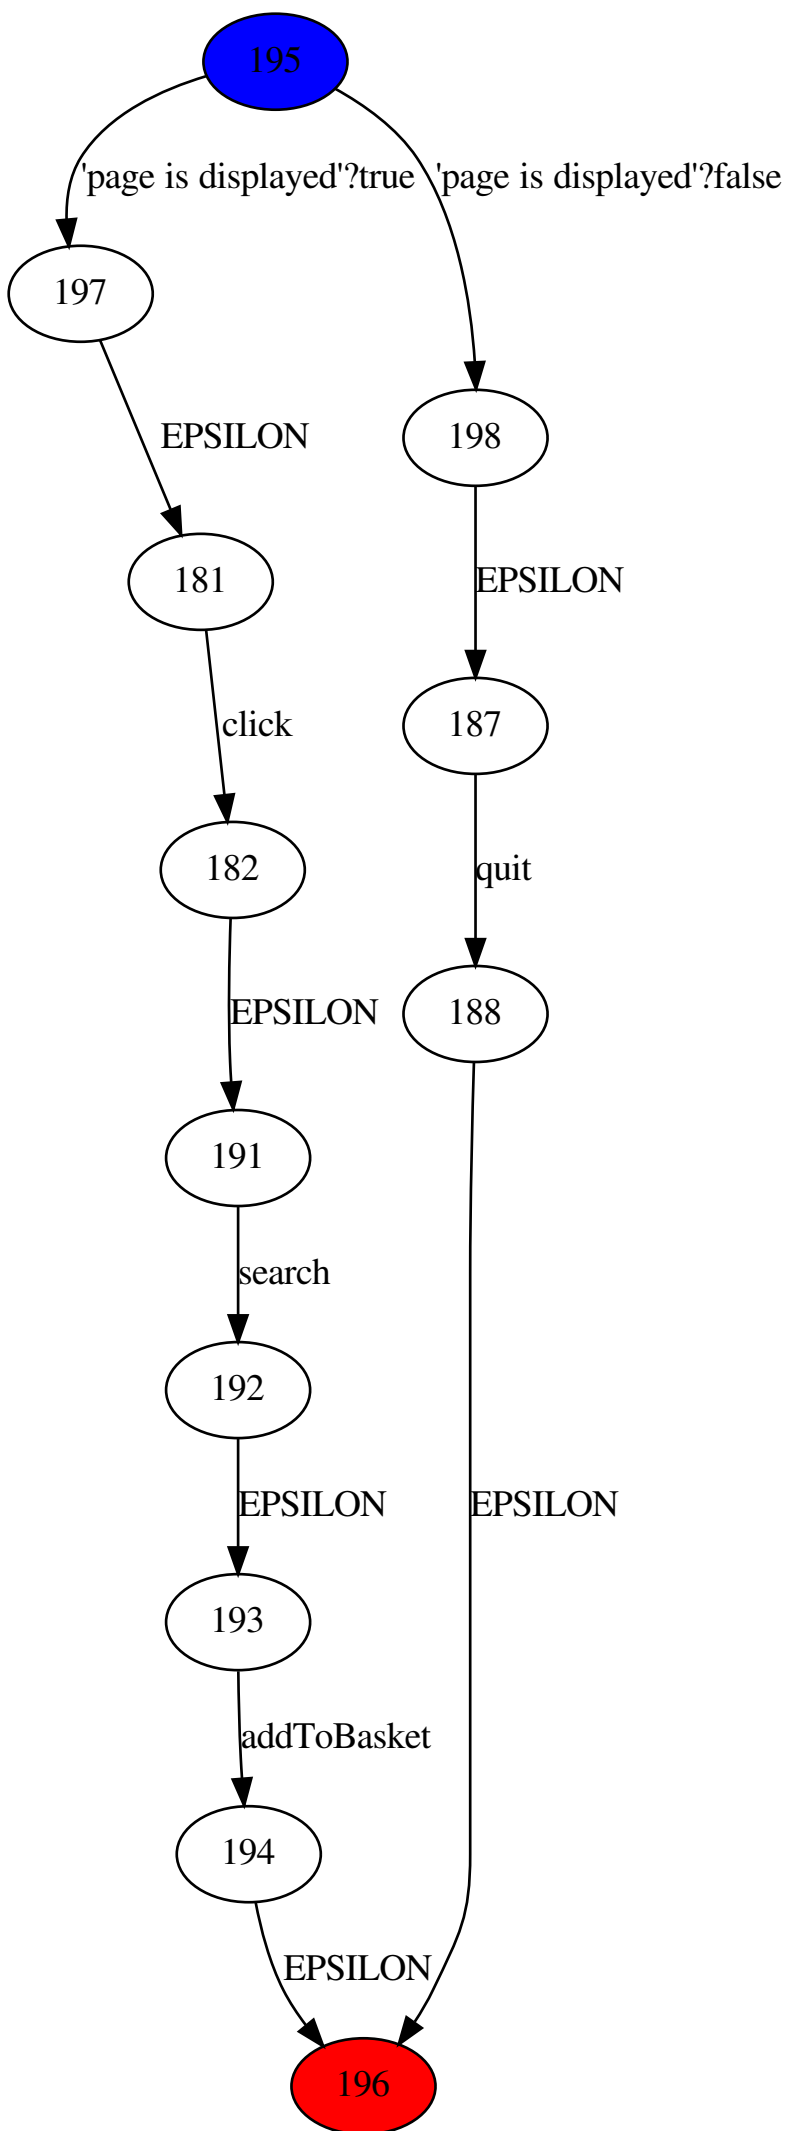 195
'page is displayed'?true 'page is displayed'?false
197
EPSILON
198
181
EPSILON
click
187
182
quit
EPSILON
188
191
search
192
EPSILON
EPSILON
193
addToBasket
194
EPSILON
196